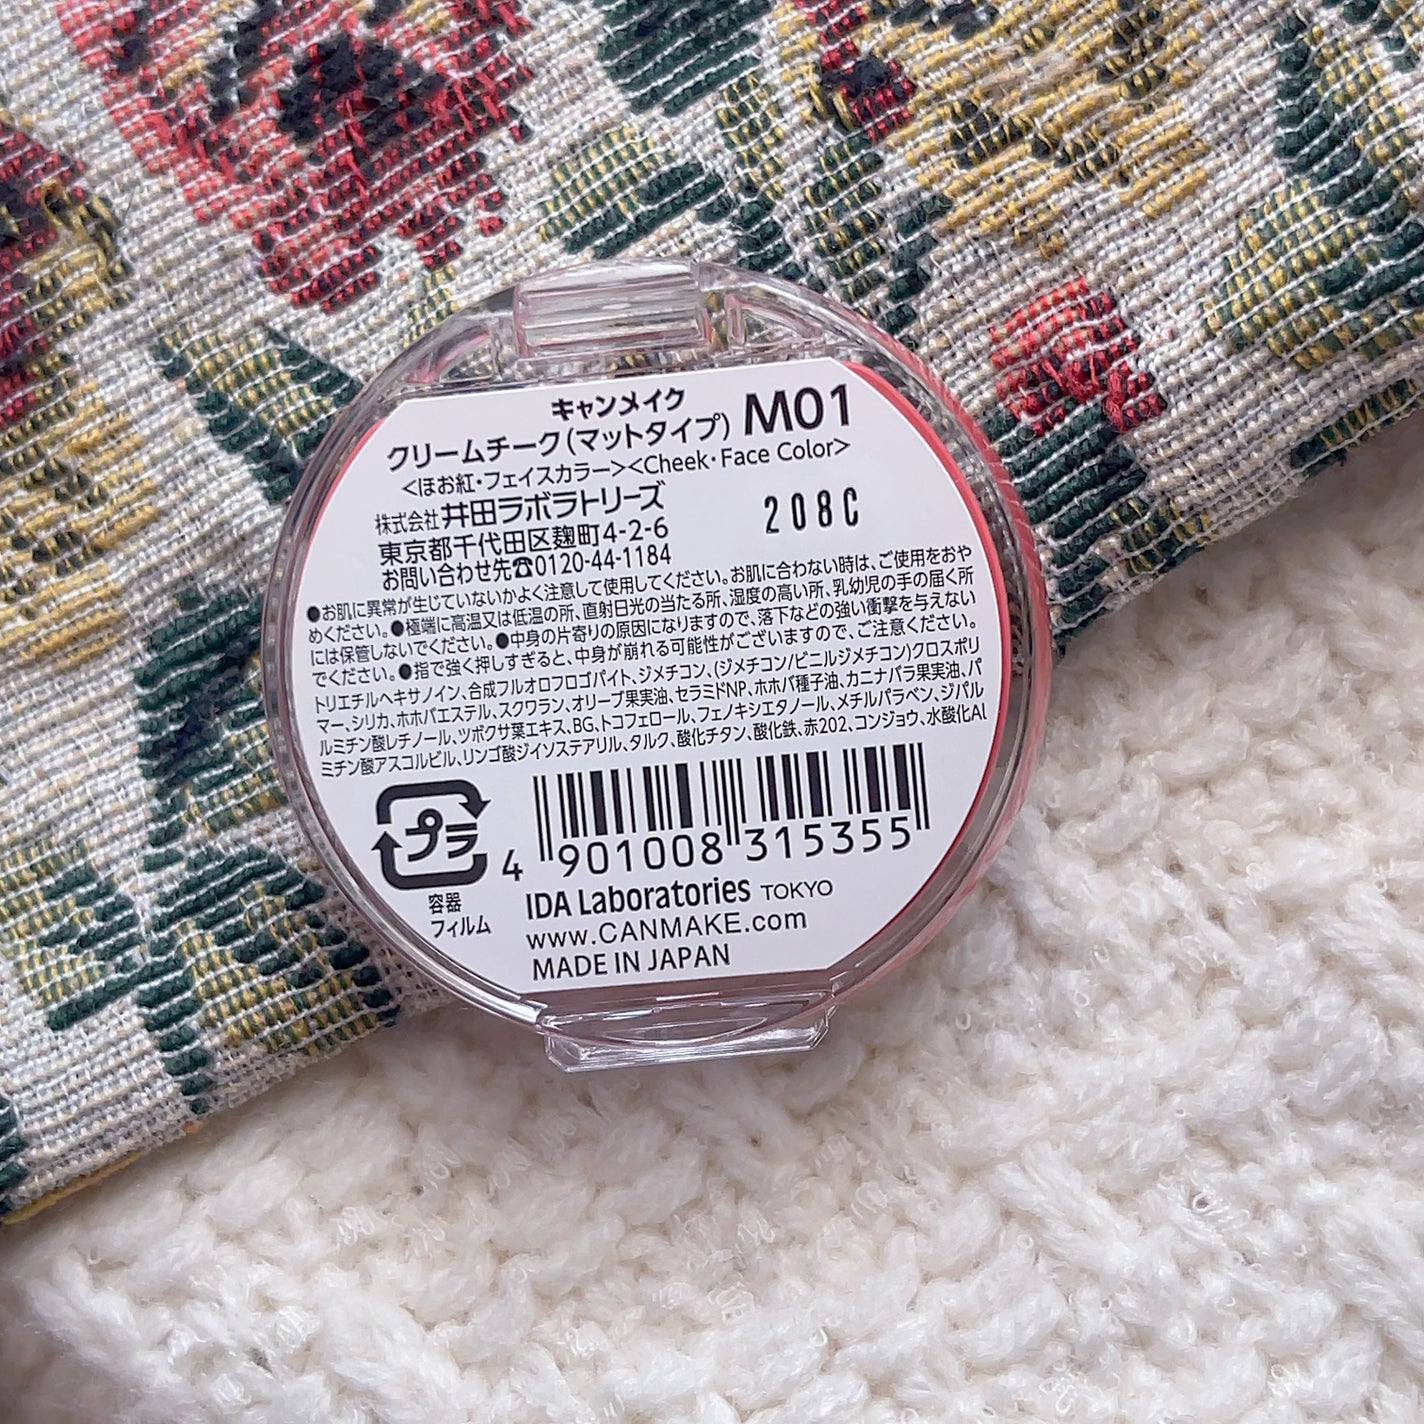 キャンメイク
クリームチーク(マットタイプ) M01
<ほお紅・フェイスカラー><Cheek・Face Color>
株式会社 井田ラボラトリーズ
208C
東京都千代田区麹町4-2-6
お問い合わせ先☎0120-44-1184
●お肌に異常が生じていないかよく注意して使用してください。お肌に合わない時は、ご使用をおや
めください。●極端に高温又は低温の所、直射日光の当たる所、湿度の高い所、乳幼児の手の届く所
には保管しないでください。●中身の片寄りの原因になりますので、落下などの強い衝撃を与えない
でください。●指で強く押しすぎると、中身が崩れる可能性がございますので、ご注意ください。
トリエチルヘキサノイン、合成フルオロフロゴパイト、ジメチコン、(ジメチコン/ビニルジメチコン)クロスポリ
マー、シリカ、ホホバエステル、スクワラン、オリーブ果実油、セラミドNP、ホホバ種子油、カニナバラ果実油、パ
ルミチン酸レチノール、ツボクサ葉エキス、BG、トコフェロール、フェノキシエタノール、メチルパラベン、ジパル
ミチン酸アスコルビル、リンゴ酸ジイソステアリル、タルク、酸化チタン、酸化鉄、赤202、コンジョウ、水酸化Al
プラ
容器
フィルム
4 901008 315355
IDA Laboratories TOKYO
www.CANMAKE.com
MADE IN JAPAN